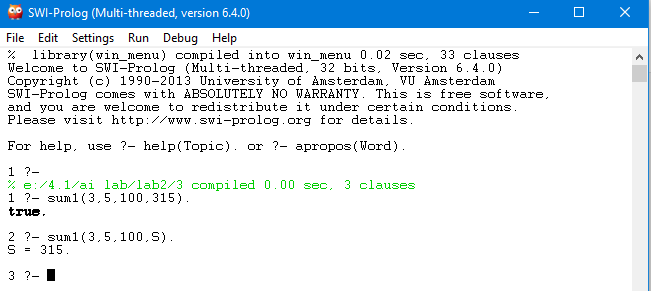 SWI-Prolog (Multi-threaded, version 6.4.0)
File Edit Settings Run Debug Help
%  library(win_menu) compiled into win_menu 0.02 sec, 33 clauses
Welcome to SWI-Prolog (Multi-threaded, 32 bits, Version 6.4.0)
Copyright (c) 1990-2013 University of Amsterdam, VU Amsterdam
SWI-Prolog comes with ABSOLUTELY NO WARRANTY. This is free software,
and you are welcome to redistribute it under certain conditions.
Please visit http://www.swi-prolog.org for details.
For help, use ?- help(Topic). or ?- apropos(Word).
1 ?-
% e:/4.1/ai lab/lab2/3 compiled 0.00 sec, 3 clauses
1 ?- sum1(3,5,100,315).
true.
2 ?- sum1(3,5,100,S).
S = 315.
3 ?-